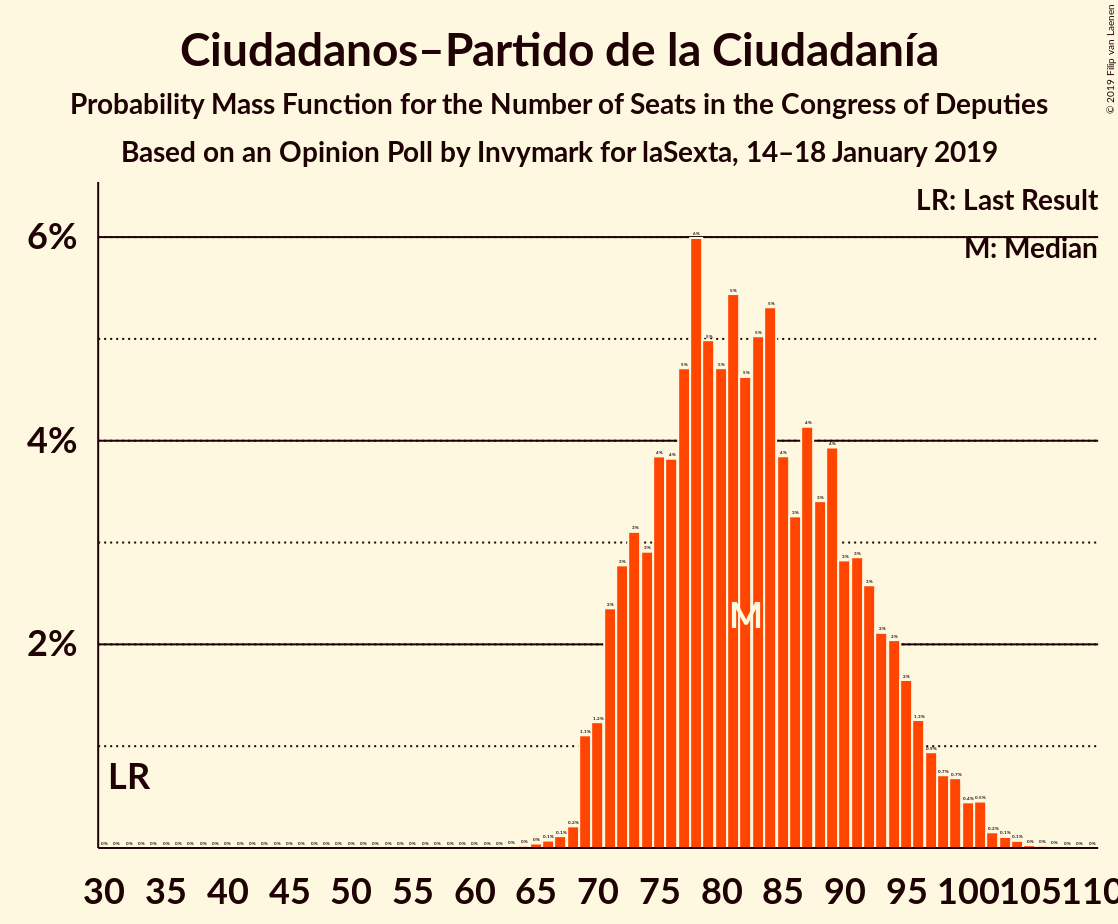 Ciudadanos–Partido de la Ciudadanía
Probability Mass Function for the Number of Seats in the Congress of Deputies
Based on an Opinion Poll by Invymark for laSexta, 14–18 January 2019
© 2019 Filip van Laenen
LR: Last Result
M: Median
6%
4%
2%
LR
M
30 35 40 45 50 55 60 65 70 75 80 85 90 95 100 105 110